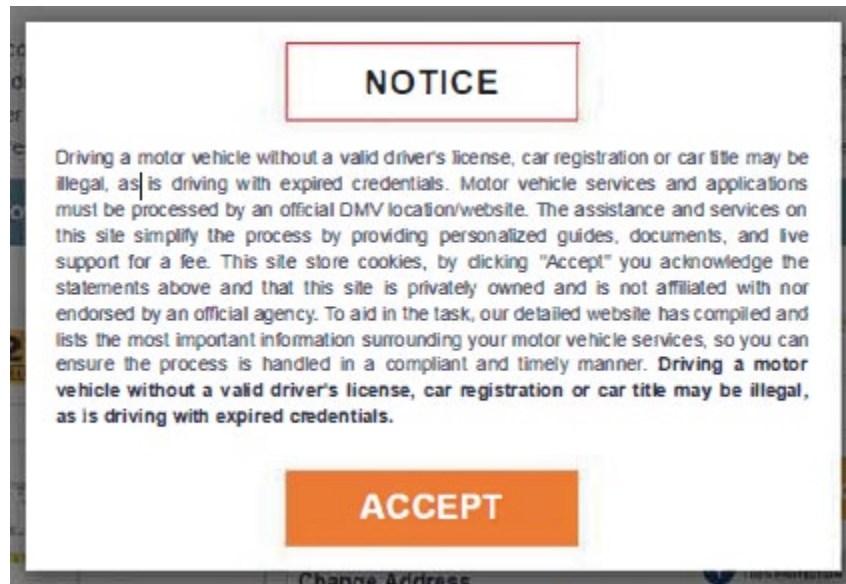 NOTICE
Driving a motor vehicle without a valid driver's license, car registration or car title may be
illegal, as is driving with expired credentials. Motor vehicle services and applications
must be processed by an official DMV location/website. The assistance and services on
this site simplify the process by providing personalized guides, documents, and live
support for a fee. This site store cookies, by clicking "Accept" you acknowledge the
statements above and that this site is privately owned and is not affiliated with nor
endorsed by an official agency. To aid in the task, our detailed website has compiled and
lists the most important information surrounding your motor vehicle services, so you can
ensure the process is handled in a compliant and timely manner. Driving a motor
vehicle without a valid driver's license, car registration or car title may be illegal,
as is driving with expired credentials.
ACCEPT
Change Address